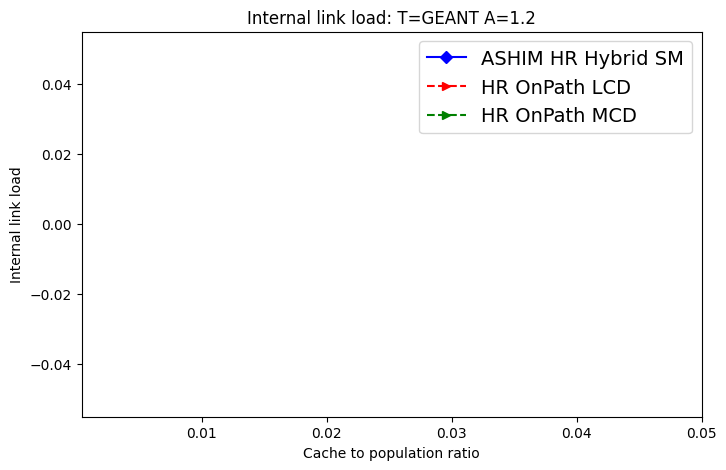 Internal link load: T=GEANT A=1.2
ASHIM HR Hybrid SM
HR OnPath LCD
HR OnPath MCD
Internal link load
0.04
0.02
0.00
−0.02
−0.04
0.01
0.02
0.03
0.04
0.05
Cache to population ratio